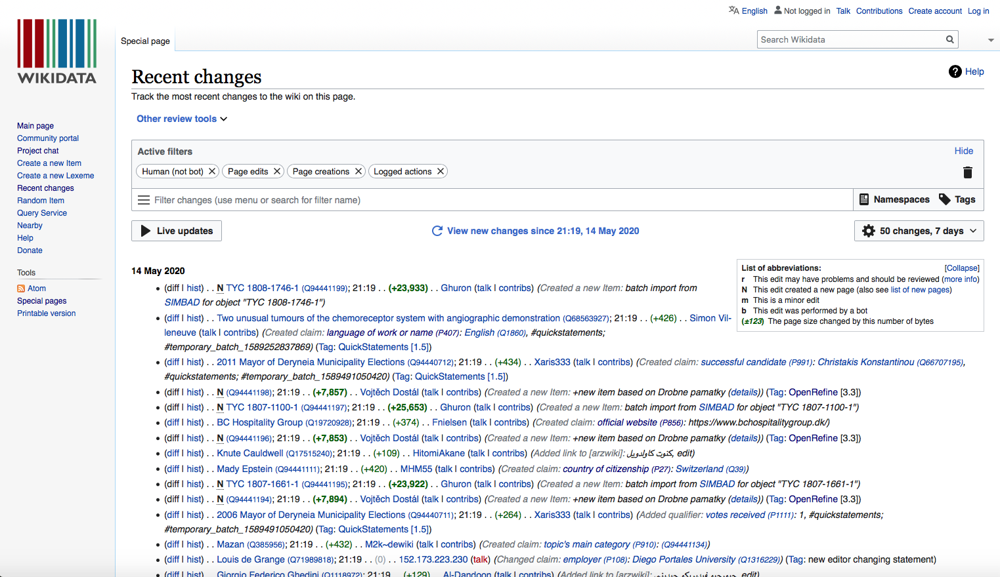 English Not logged in Talk Contributions Create account Log in
WIKIDATA
Special page
Search Wikidata
Recent changes
Help
Track the most recent changes to the wiki on this page.
Other review tools
Main page
Community portal
Project chat
Create a new Item
Create a new Lexeme
Recent changes
Random Item
Query Service
Nearby
Help
Donate
Tools
Atom
Special pages
Printable version
Active filters
Hide
Human (not bot) Page edits Page creations Logged actions
Filter changes (use menu or search for filter name)
Namespaces Tags
Live updates
View new changes since 21:19, 14 May 2020
50 changes, 7 days
List of abbreviations: [Collapse]
r This edit may have problems and should be reviewed (more info)
N This edit created a new page (also see list of new pages)
m This is a minor edit
b This edit was performed by a bot
(±123) The page size changed by this number of bytes
14 May 2020
(diff | hist) . . N TYC 1808-1746-1 (Q94441199); 21:19 . . (+23,933) . . Ghuron (talk | contribs) (Created a new Item: batch import from
SIMBAD for object "TYC 1808-1746-1")
(diff | hist) . . Two unusual tumours of the chemoreceptor system with angiographic demonstration (Q68563927); 21:19 . . (+426) . . Simon Vil-
leneuve (talk | contribs) (Created claim: language of work or name (P407): English (Q1860), #quickstatements;
#temporary_batch_1589252837869) (Tag: QuickStatements [1.5])
(diff | hist) . . 2011 Mayor of Deryneia Municipality Elections (Q94440712); 21:19 . . (+434) . . Xaris333 (talk | contribs) (Created claim: successful candidate (P991): Christakis Konstantinou (Q66707195),
#quickstatements; #temporary_batch_1589491050420) (Tag: QuickStatements [1.5])
(diff | hist) . . N (Q94441198); 21:19 . . (+7,857) . . Vojtěch Dostál (talk | contribs) (Created a new Item: +new item based on Drobne pamatky (details)) (Tag: OpenRefine [3.3])
(diff | hist) . . N TYC 1807-1100-1 (Q94441197); 21:19 . . (+25,653) . . Ghuron (talk | contribs) (Created a new Item: batch import from SIMBAD for object "TYC 1807-1100-1")
(diff | hist) . . BC Hospitality Group (Q19720928); 21:19 . . (+374) . . Fnielsen (talk | contribs) (Created claim: official website (P856): https://www.bchospitalitygroup.dk/)
(diff | hist) . . N (Q94441196); 21:19 . . (+7,853) . . Vojtěch Dostál (talk | contribs) (Created a new Item: +new item based on Drobne pamatky (details)) (Tag: OpenRefine [3.3])
(diff | hist) . . Knute Cauldwell (Q17515240); 21:19 . . (+109) . . HitomiAkane (talk | contribs) (Added link to [arzwiki]: كنوت كاولدويل, edit)
(diff | hist) . . Mady Epstein (Q94441111); 21:19 . . (+420) . . MHM55 (talk | contribs) (Created claim: country of citizenship (P27): Switzerland (Q39))
(diff | hist) . . N TYC 1807-1661-1 (Q94441195); 21:19 . . (+23,922) . . Ghuron (talk | contribs) (Created a new Item: batch import from SIMBAD for object "TYC 1807-1661-1")
(diff | hist) . . N (Q94441194); 21:19 . . (+7,894) . . Vojtěch Dostál (talk | contribs) (Created a new Item: +new item based on Drobne pamatky (details)) (Tag: OpenRefine [3.3])
(diff | hist) . . 2006 Mayor of Deryneia Municipality Elections (Q94440711); 21:19 . . (+264) . . Xaris333 (talk | contribs) (Added qualifier: votes received (P1111): 1, #quickstatements;
#temporary_batch_1589491050420) (Tag: QuickStatements [1.5])
(diff | hist) . . Mazan (Q385956); 21:19 . . (+432) . . M2k~dewiki (talk | contribs) (Created claim: topic's main category (P910): (Q94441134))
(diff | hist) . . Louis de Grange (Q71989818); 21:19 . . (0) . . 152.173.223.230 (talk) (Changed claim: employer (P108): Diego Portales University (Q1316229)) (Tag: new editor changing statement)
(diff | hist) . . Giorgio Federico Ghedini (Q1118972); 21:19 . . (+129) . . Al-Dandoon (talk | contribs) (Added link to [arzwiki]: edit)